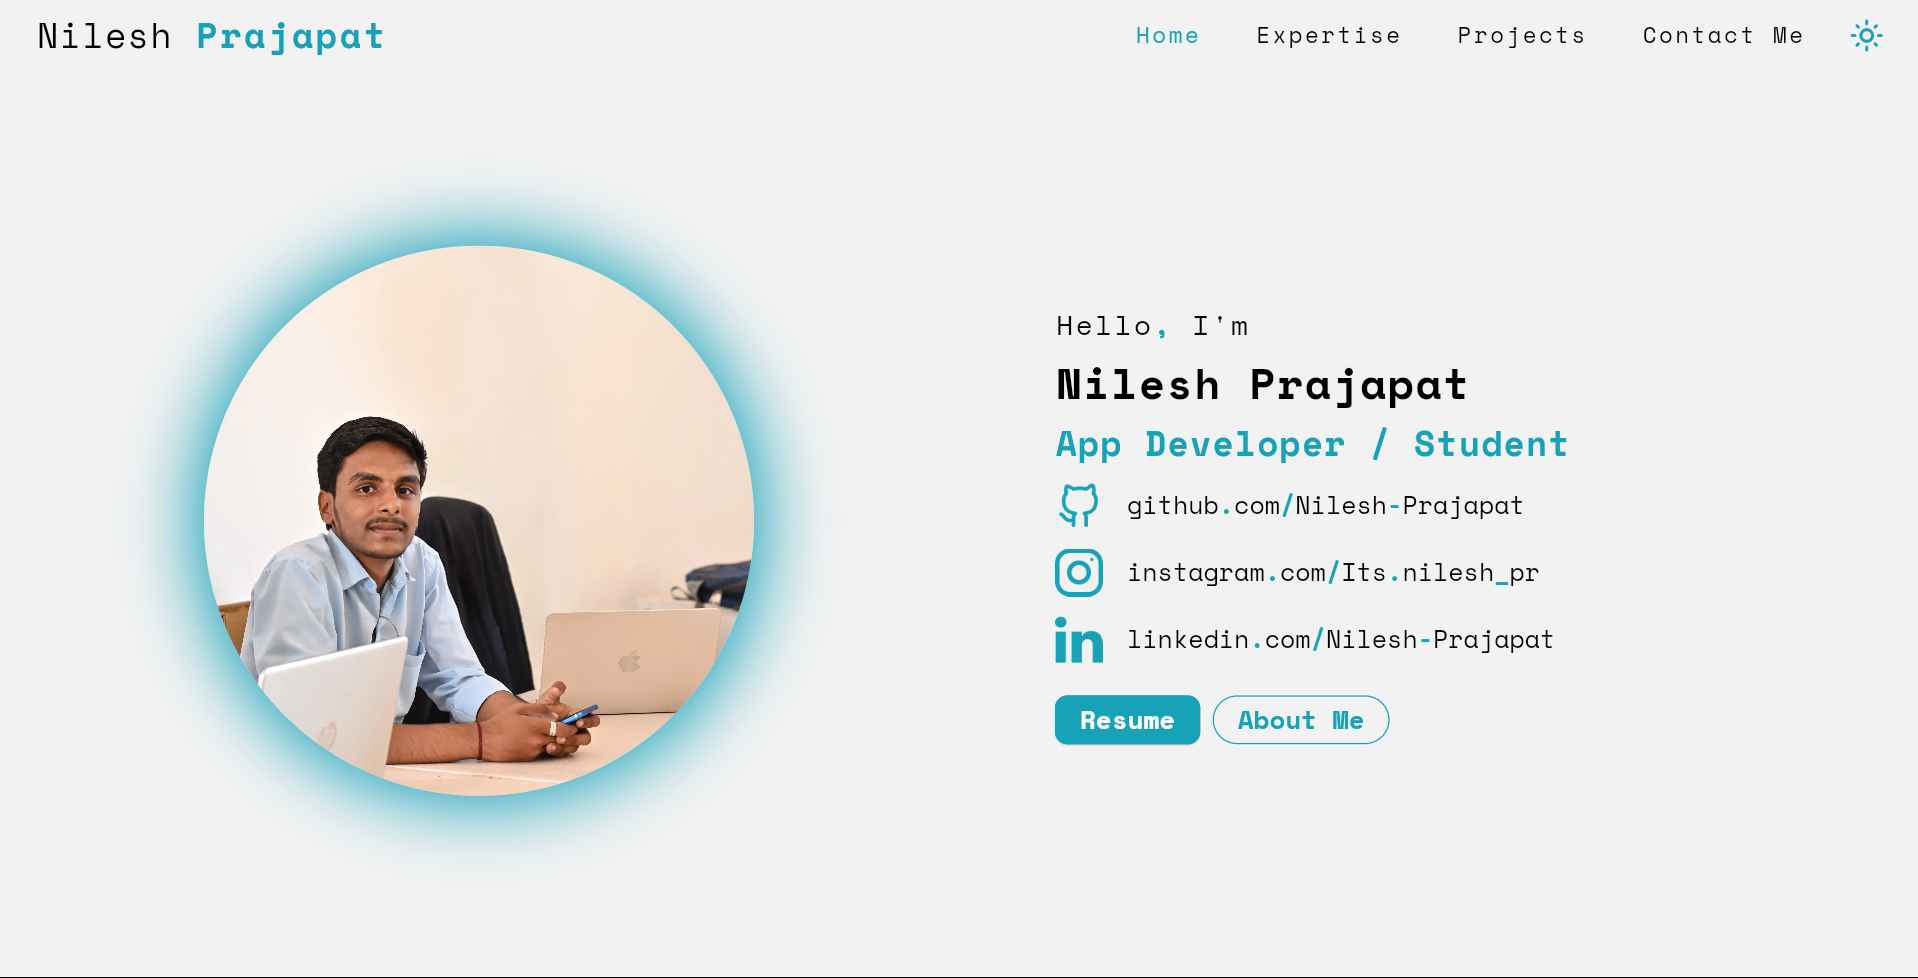 Nilesh Prajapat
Home Expertise Projects Contact Me
Hello, I'm
Nilesh Prajapat
App Developer / Student
github.com/Nilesh-Prajapat
instagram.com/Its.nilesh_pr
linkedin.com/Nilesh-Prajapat
Resume About Me